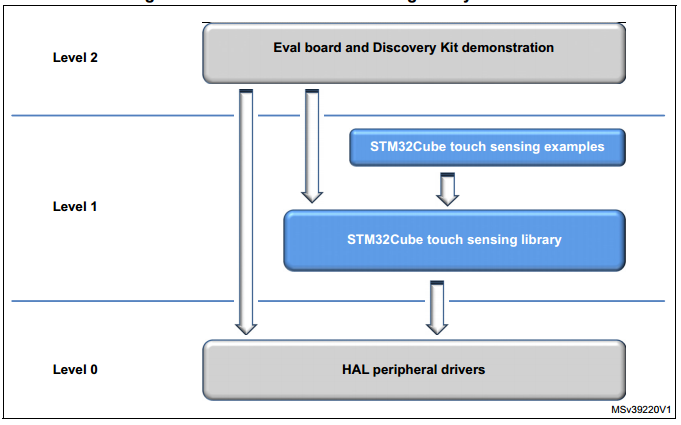 Level 2
Eval board and Discovery Kit demonstration
STM32Cube touch sensing examples
Level 1
STM32Cube touch sensing library
Level 0
HAL peripheral drivers
MSv39220V1